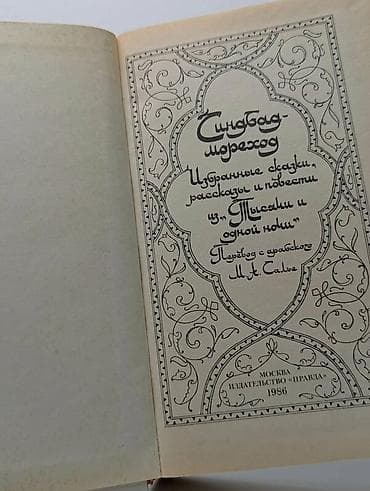 Синдбад-
мореход
Избранные сказки,
рассказы и повести
из „Тысячи и
одной ночи“
Перевод с арабского
М. А. Салье
МОСКВА
ИЗДАТЕЛЬСТВО «ПРАВДА»
1986